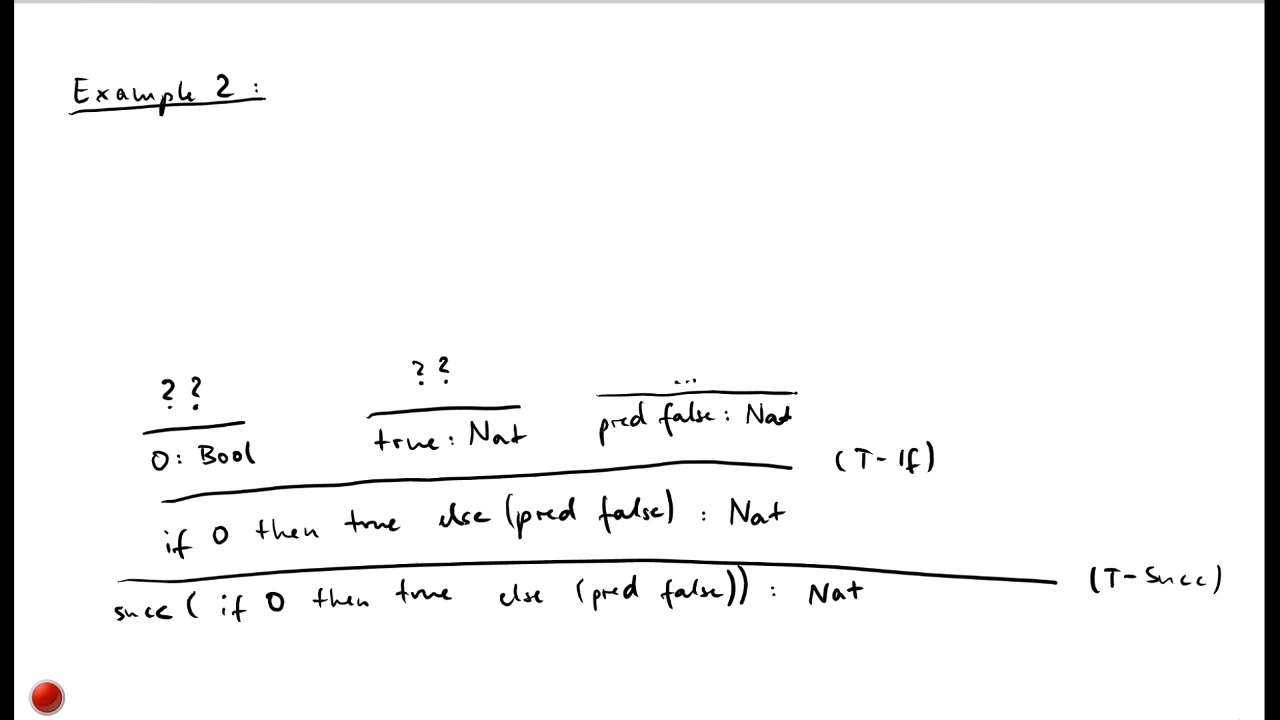 Example 2 :
?? ?? ...
0 : Bool true : Nat pred false : Nat
(T-If)
if 0 then true else (pred false) : Nat
(T-Succ)
succ ( if 0 then true else (pred false)) : Nat